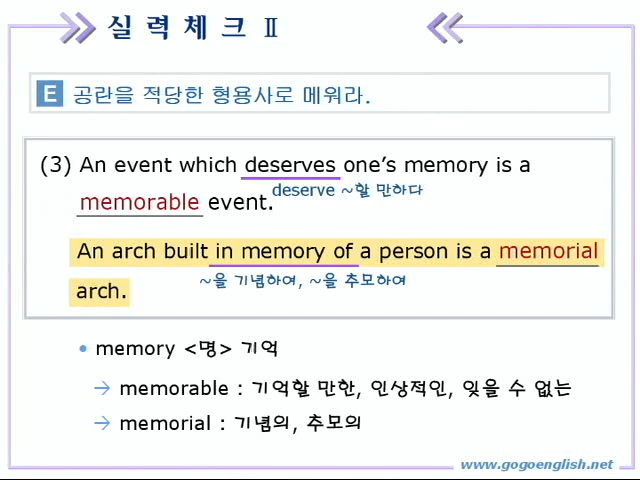 실 력 체 크 Ⅱ
E 공란을 적당한 형용사로 메워라.
(3) An event which deserves one’s memory is a
memorable event.
deserve ~할 만하다
An arch built in memory of a person is a memorial
~을 기념하여, ~을 추모하여
arch.
• memory <명> 기억
→ memorable : 기억할 만한, 인상적인, 잊을 수 없는
→ memorial : 기념의, 추모의
www.gogoenglish.net